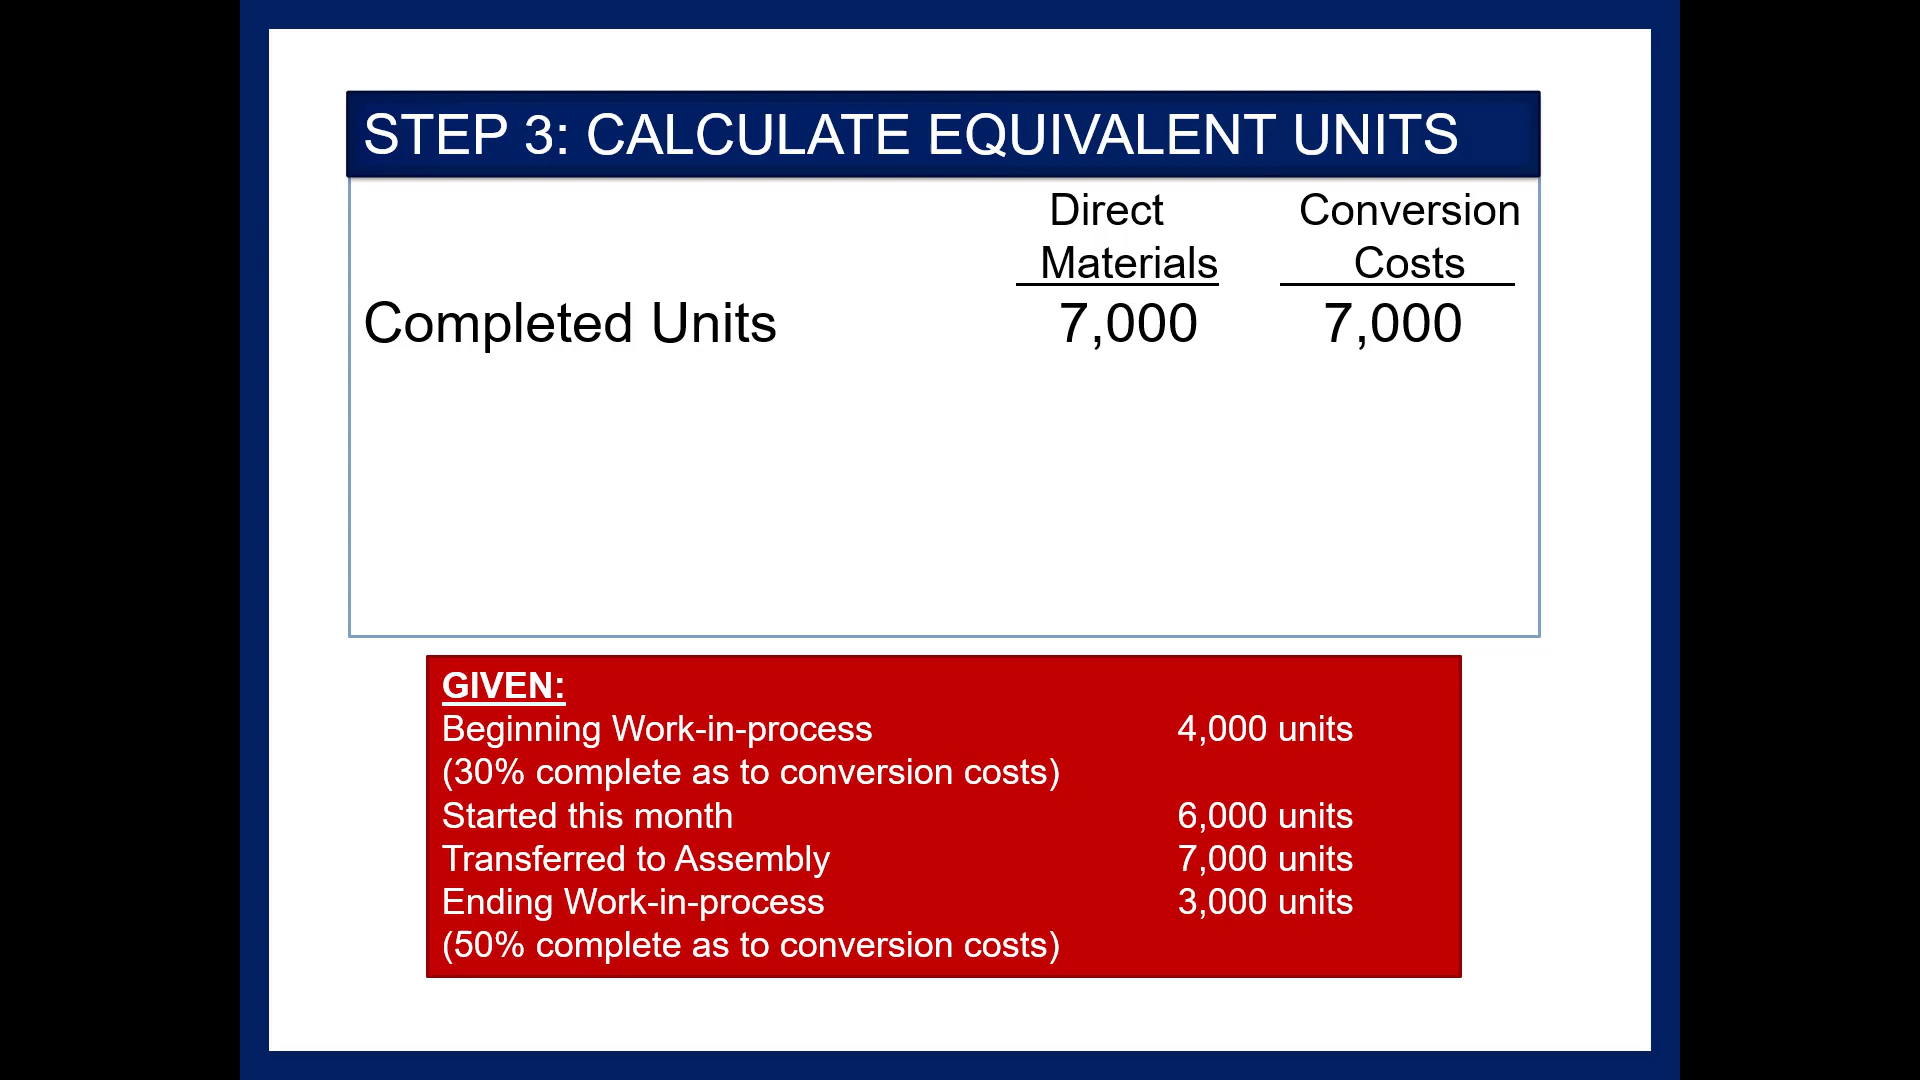 STEP 3: CALCULATE EQUIVALENT UNITS
Direct Conversion
Materials Costs
Completed Units 7,000 7,000
GIVEN:
Beginning Work-in-process 4,000 units
(30% complete as to conversion costs)
Started this month 6,000 units
Transferred to Assembly 7,000 units
Ending Work-in-process 3,000 units
(50% complete as to conversion costs)